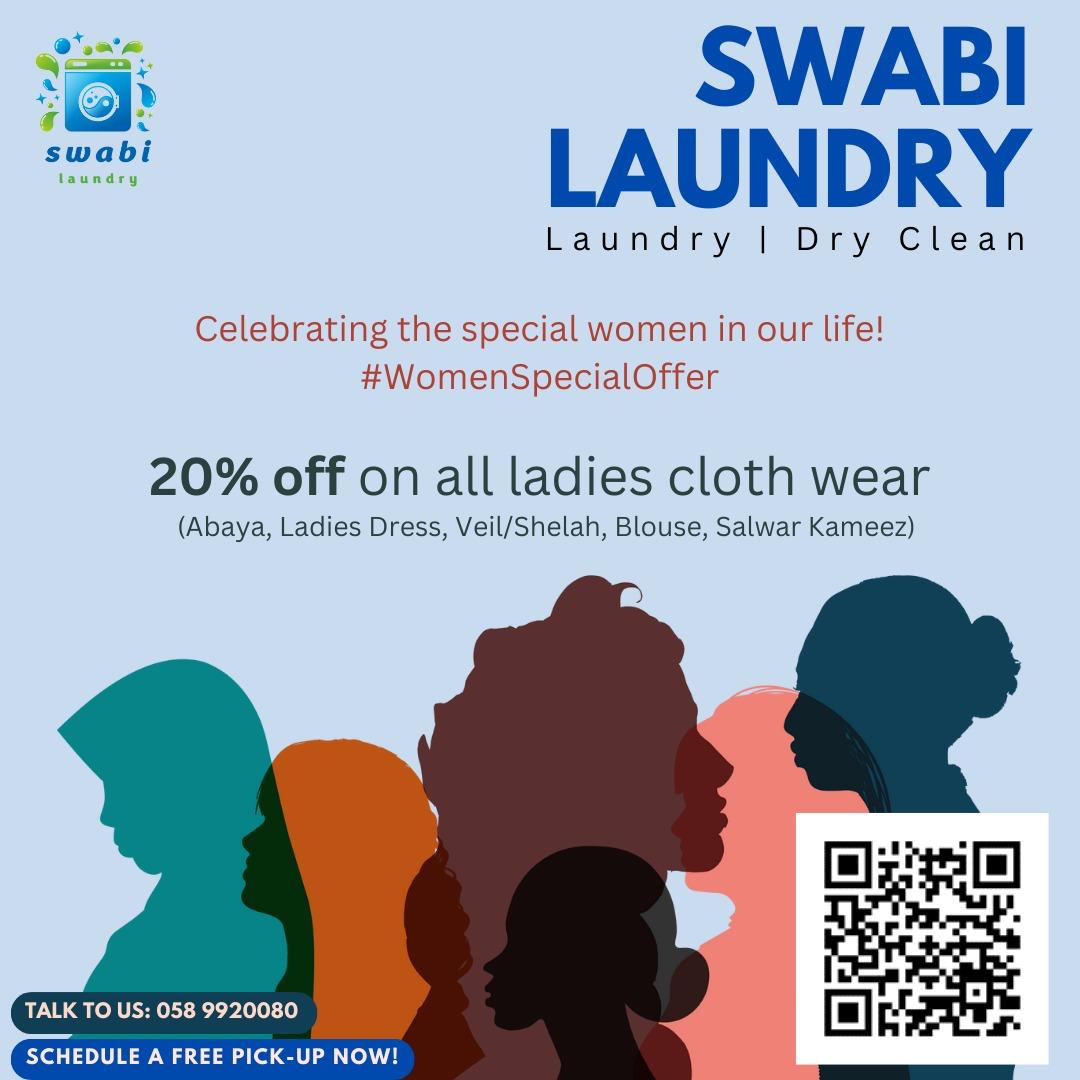 swabi
laundry
SWABI
LAUNDRY
Laundry | Dry Clean
Celebrating the special women in our life!
#WomenSpecialOffer
20% off on all ladies cloth wear
(Abaya, Ladies Dress, Veil/Shelah, Blouse, Salwar Kameez)
TALK TO US: 058 9920080
SCHEDULE A FREE PICK-UP NOW!